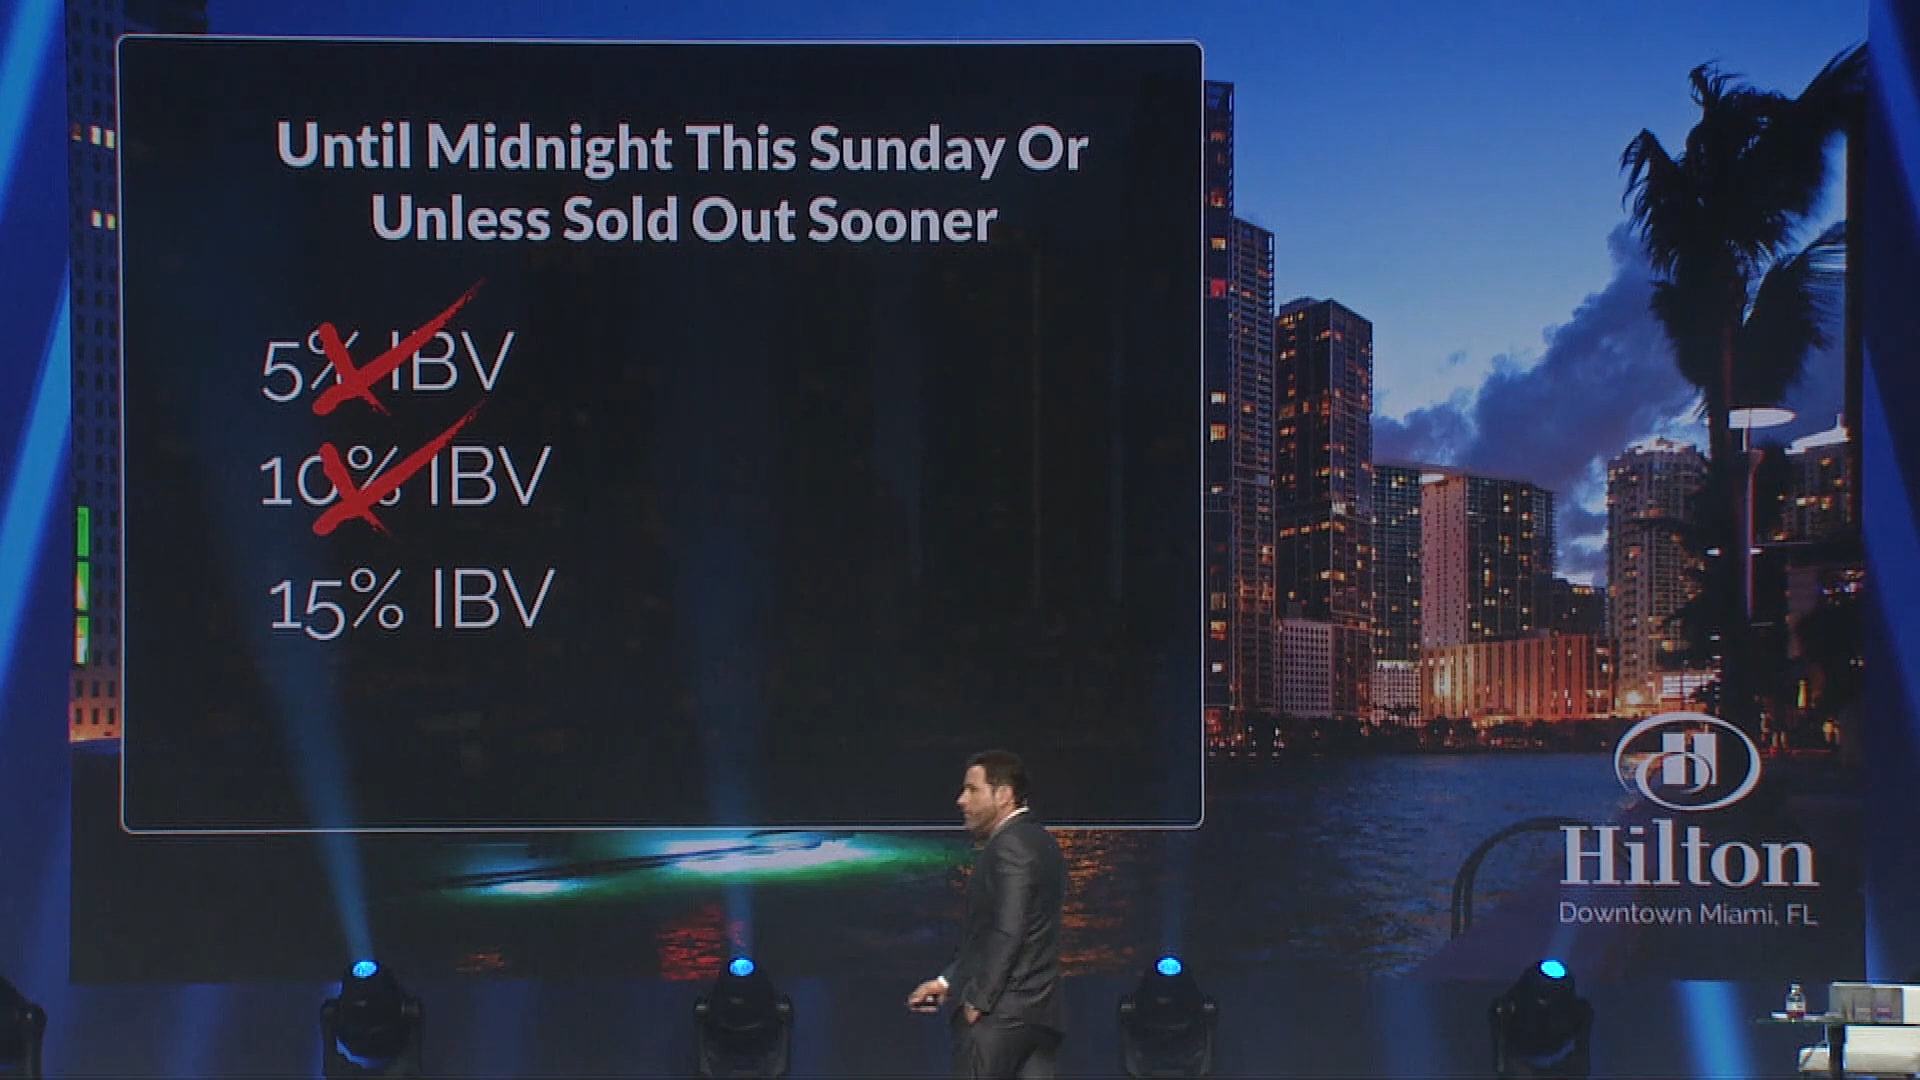 Until Midnight This Sunday Or
Unless Sold Out Sooner
5% IBV
10% IBV
15% IBV
Hilton
Downtown Miami, FL